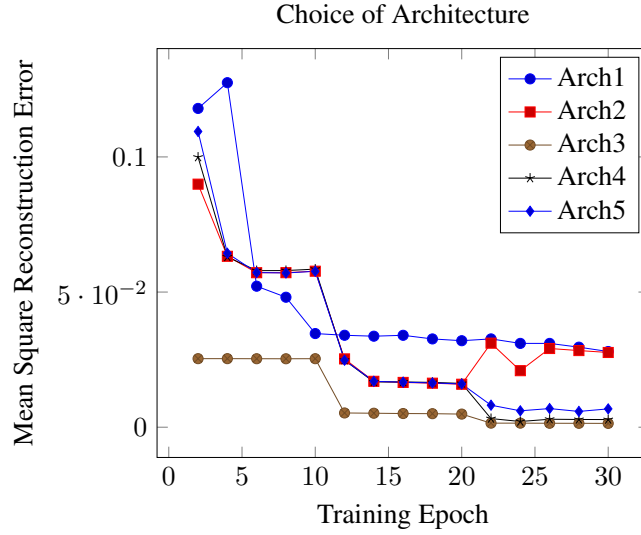 Choice of Architecture
Mean Square Reconstruction Error
0.1
5 · 10⁻²
0
Arch1
Arch2
Arch3
Arch4
Arch5
0 5 10 15 20 25 30
Training Epoch